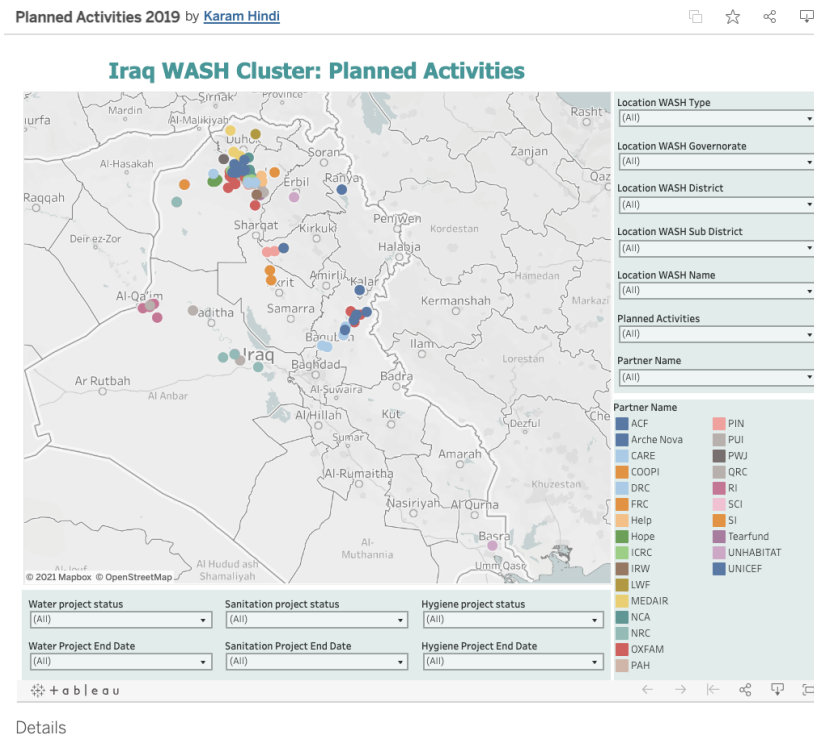 Planned Activities 2019 by Karam Hindi
Iraq WASH Cluster: Planned Activities
Şırnak
Province
Mardin
Al-Malikiyah
Rasht
Duhok
Zanjan
Soran
Al-Hasakah
Qaz
Erbil
Ranya
Raqqah
Penjwen
Sharqat
Kirkuk
Kordestan
Deir ez-Zor
Halabja
Amirli
Kalar
Hamedan
Al-Qa'im
Kermanshah
Markazi
Haditha
Samarra
Ilam
Iraq
Lorestan
Baghdad
Badra
Ar Rutbah
Al Anbar
Al-Suwaira
Al Hillah
Kut
Dezful
Che
Sumar
Amarah
Al-Rumaitha
Khuzestan
Nasiriyah
Al Qurna
Basra
Al-
Muthannia
Umm Qasr
Al Hudud ash
Shamaliyah
© 2021 Mapbox © OpenStreetMap
Location WASH Type
(All)
Location WASH Governorate
(All)
Location WASH District
(All)
Location WASH Sub District
(All)
Location WASH Name
(All)
Planned Activities
(All)
Partner Name
(All)
Partner Name
ACF
Arche Nova
CARE
COOPI
DRC
FRC
Help
Hope
ICRC
IRW
LWF
MEDAIR
NCA
NRC
OXFAM
PAH
PIN
PUI
PWJ
QRC
RI
SCI
SI
Tearfund
UNHABITAT
UNICEF
Water project status
(All)
Sanitation project status
(All)
Hygiene project status
(All)
Water Project End Date
(All)
Sanitation Project End Date
(All)
Hygiene Project End Date
(All)
+ a b | e a u
Details